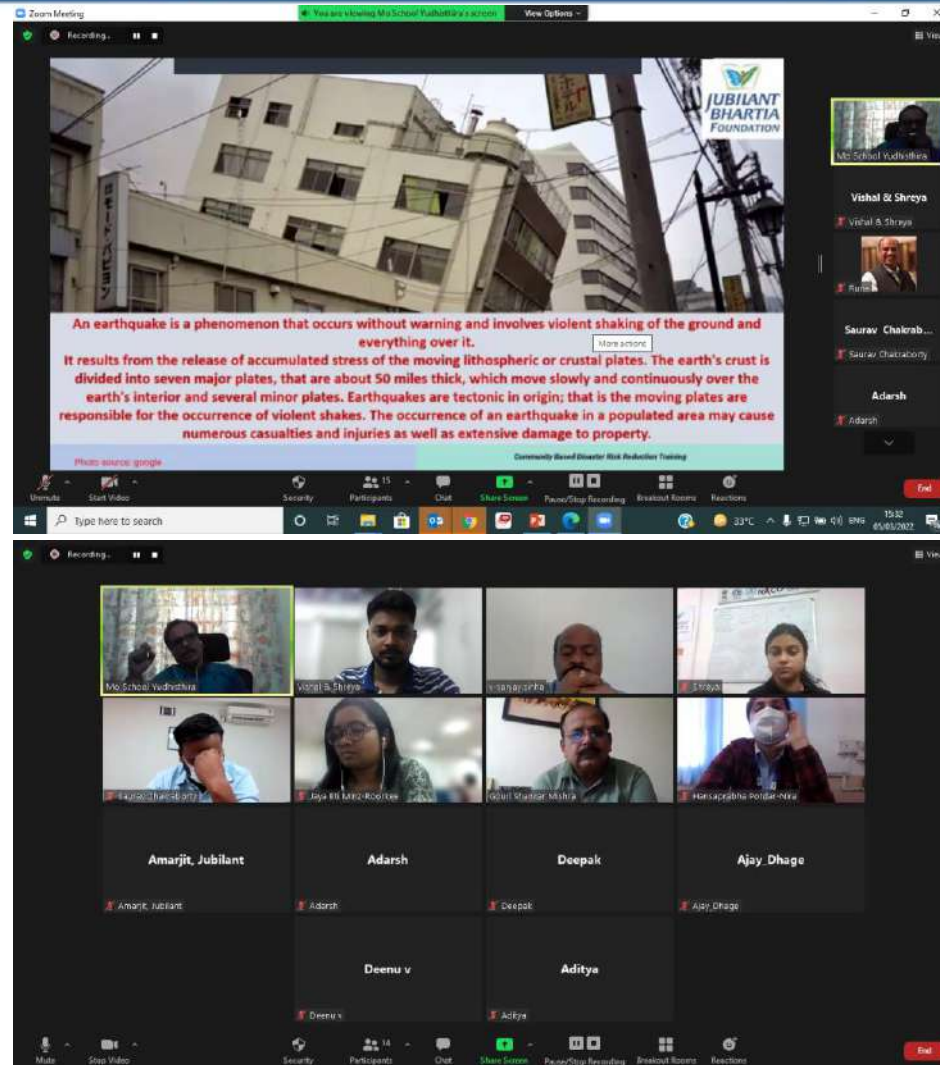 Zoom Meeting
You are viewing Mo School Yudhisthira's screen
View Options
Recording...
View
JUBILANT
BHARTIA
FOUNDATION
An earthquake is a phenomenon that occurs without warning and involves violent shaking of the ground and
everything over it.
More actions
It results from the release of accumulated stress of the moving lithospheric or crustal plates. The earth's crust is
divided into seven major plates, that are about 50 miles thick, which move slowly and continuously over the
earth's interior and several minor plates. Earthquakes are tectonic in origin; that is the moving plates are
responsible for the occurrence of violent shakes. The occurrence of an earthquake in a populated area may cause
numerous casualties and injuries as well as extensive damage to property.
Photo source: google
Community Based Disaster Risk Reduction Training
Mo School Yudhisthira
Vishal & Shreya
Vishal & Shreya
Saurav Chakrab...
Saurav Chakraborty
Adarsh
Adarsh
Unmute
Start Video
Security
Participants
15
Chat
Share Screen
Pause/Stop Recording
Breakout Rooms
Reactions
End
Type here to search
33°C
ENG
15:32
05/03/2022
Recording...
View
Mo School Yudhisthira
Vishal & Shreya
Shreya
Saurav Chakraborty
Gouri Shankar Mishra
Hansaprabha Potdar-Nira
Amarjit, Jubilant
Adarsh
Deepak
Ajay_Dhage
Amarjit, Jubilant
Adarsh
Deepak
Ajay_Dhage
Deenu v
Aditya
Deenu v
Aditya
Mute
Stop Video
Security
Participants
14
Chat
Share Screen
Pause/Stop Recording
Breakout Rooms
Reactions
End